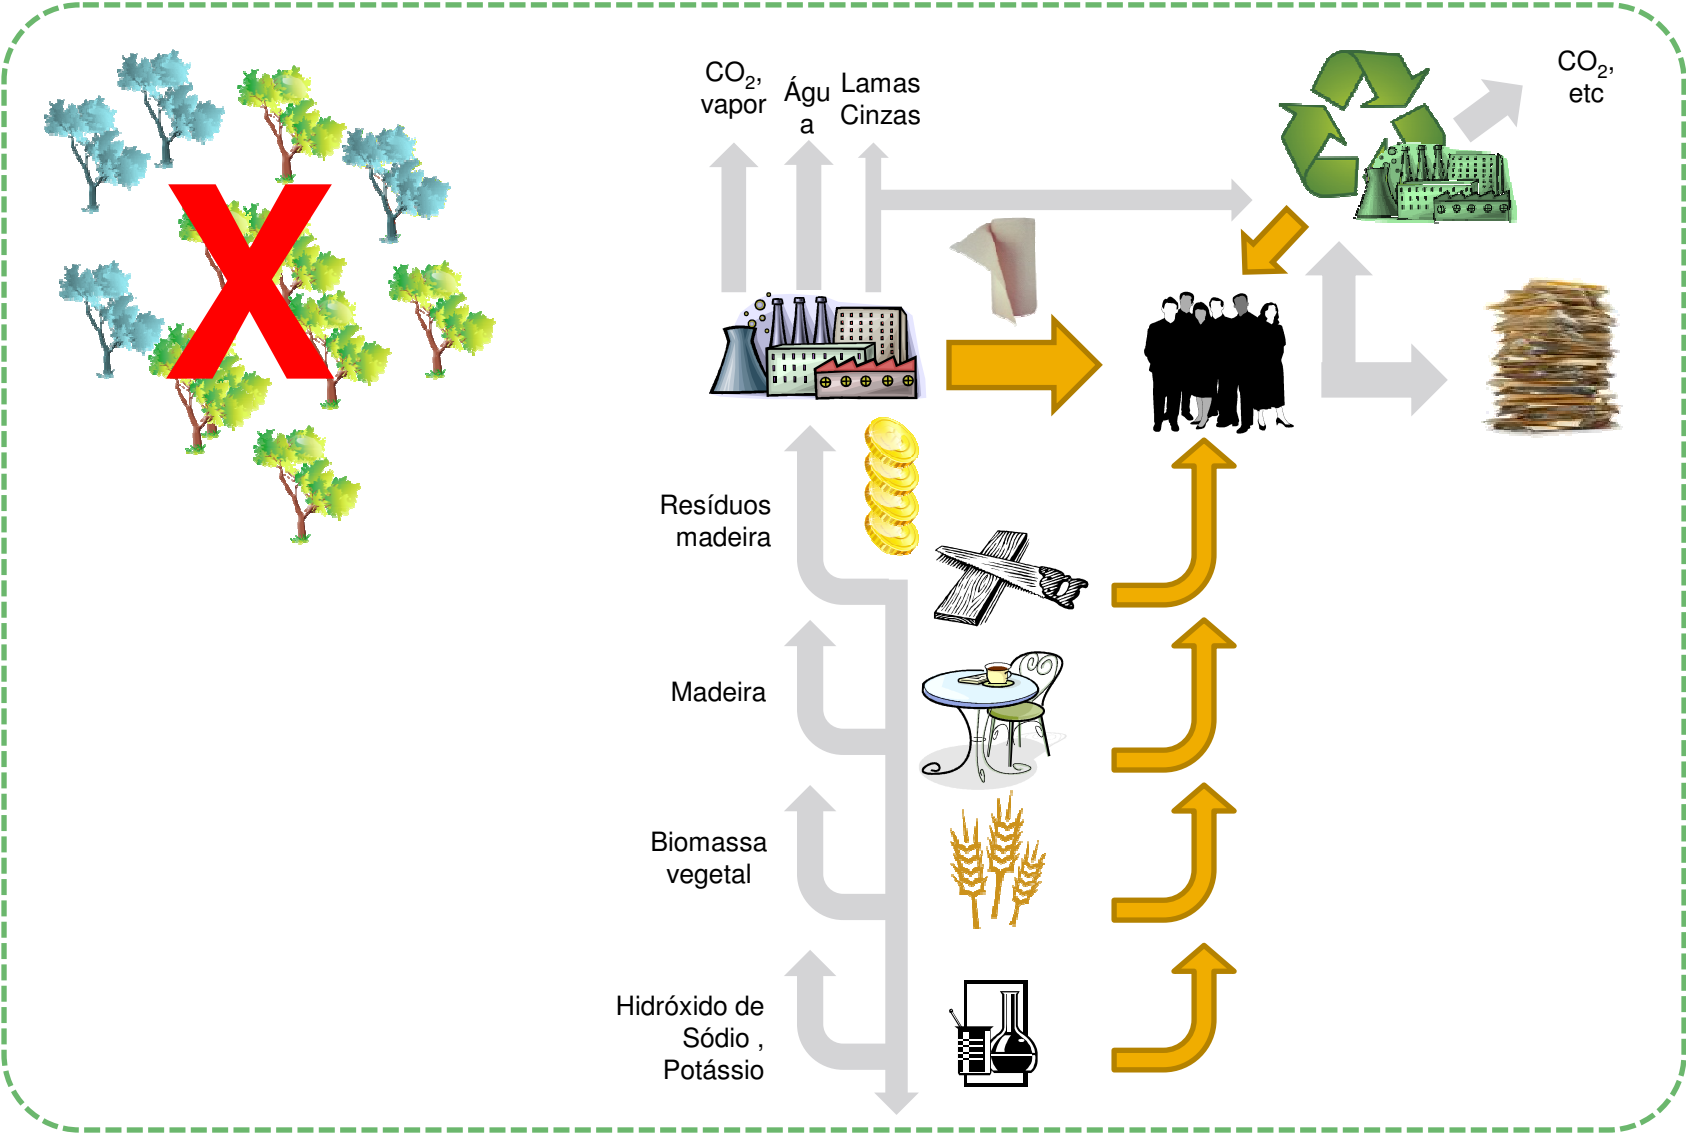 CO2,
vapor
Águ
a
Lamas
Cinzas
CO2,
etc
Resíduos
madeira
Madeira
Biomassa
vegetal
Hidróxido de
Sódio ,
Potássio